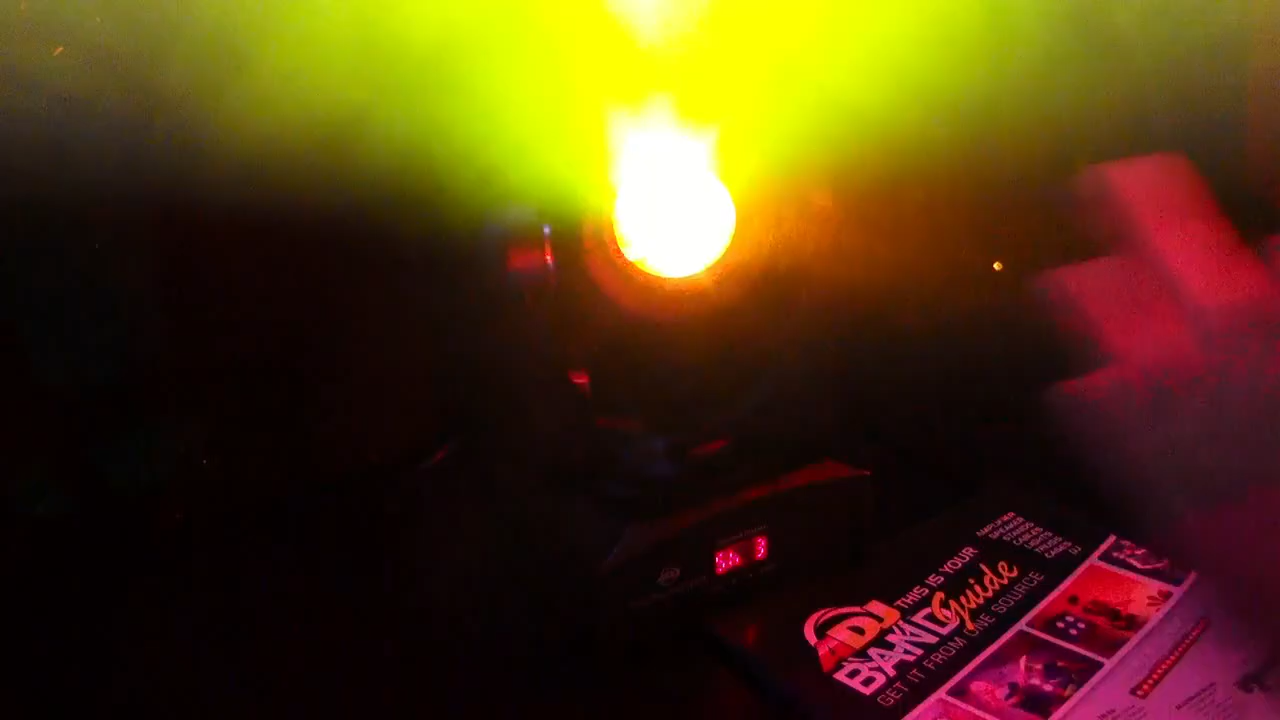 AMPLIFIER
SPEAKER
STANDS
CABLES
LIGHTS
TRUSS
CASES
DJ
THIS IS YOUR
ADJ
BAND Guide
GET IT FROM ONE SOURCE